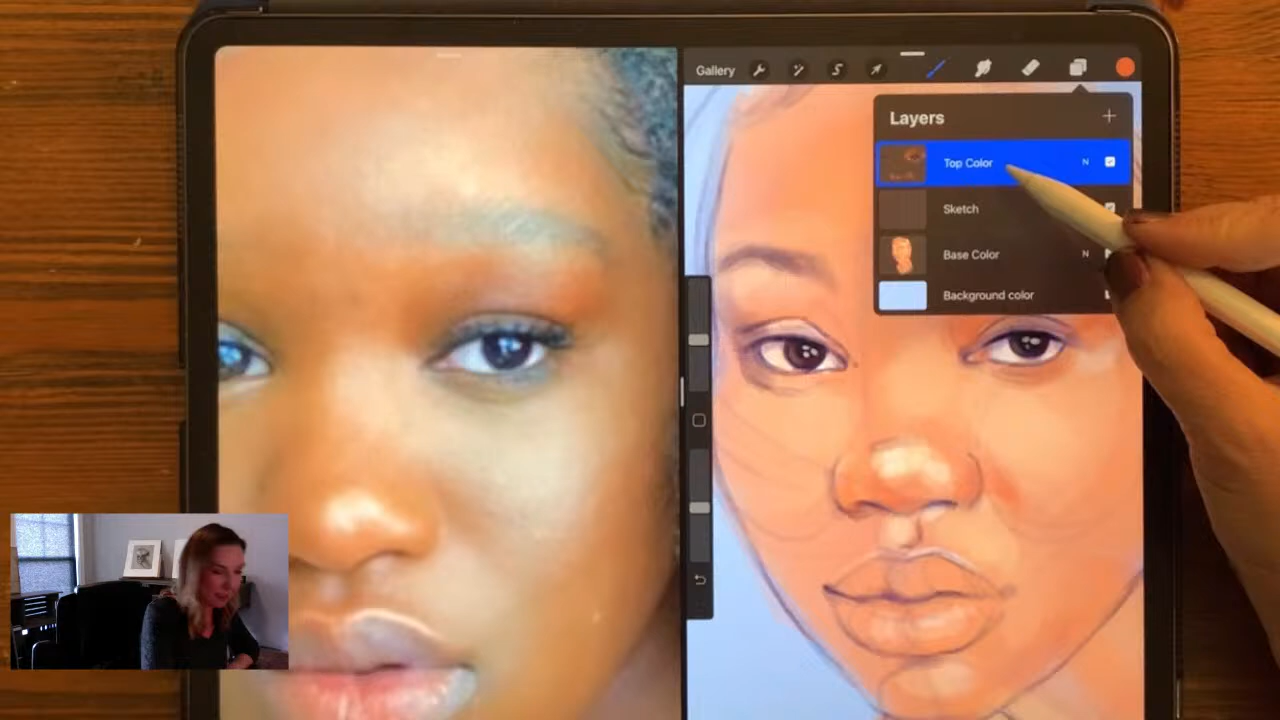 Gallery
Layers
Top Color N
Sketch
Base Color N
Background color